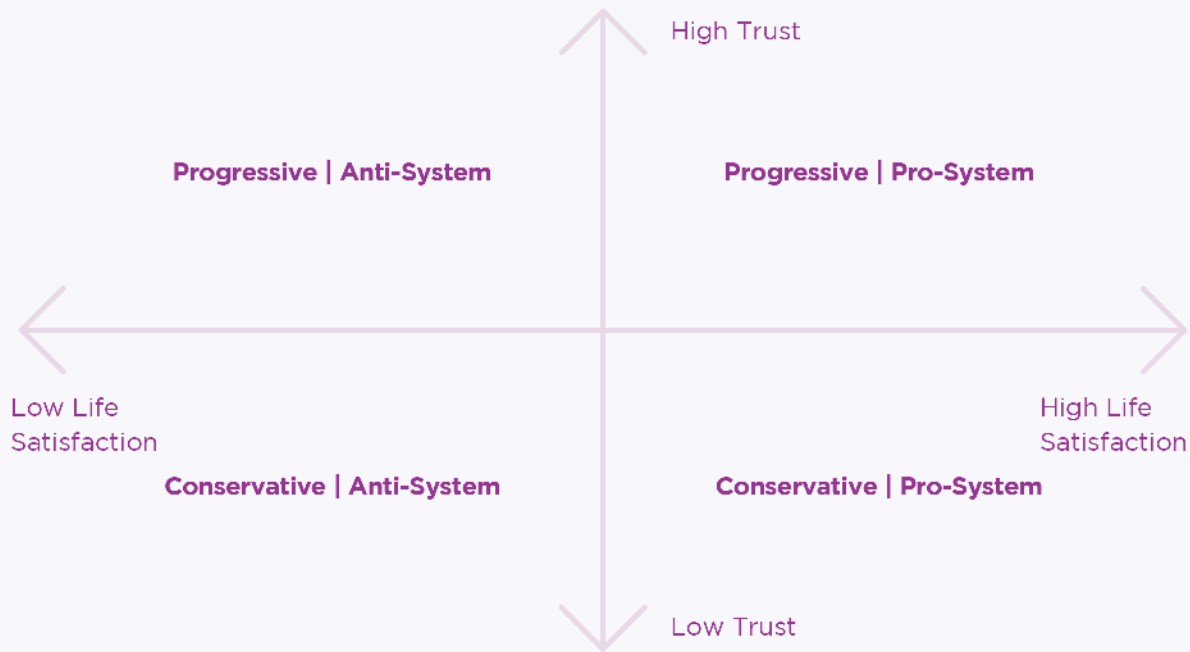 High Trust
Progressive | Anti-System
Progressive | Pro-System
Low Life
Satisfaction
High Life
Satisfaction
Conservative | Anti-System
Conservative | Pro-System
Low Trust